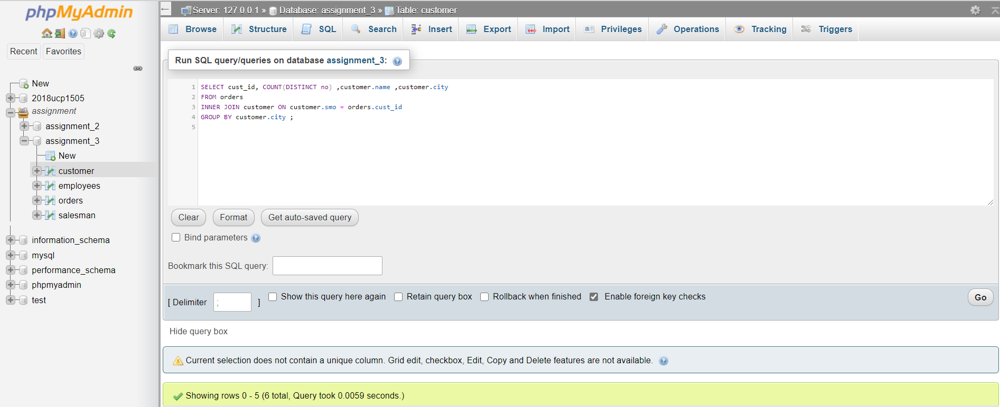 phpMyAdmin
Recent Favorites
New
2018ucp1505
assignment
assignment_2
assignment_3
New
customer
employees
orders
salesman
information_schema
mysql
performance_schema
phpmyadmin
test
Server: 127.0.0.1 » Database: assignment_3 » Table: customer
Browse Structure SQL Search Insert Export Import Privileges Operations Tracking Triggers
Run SQL query/queries on database assignment_3:
1 SELECT cust_id, COUNT(DISTINCT no) ,customer.name ,customer.city
2 FROM orders
3 INNER JOIN customer ON customer.smo = orders.cust_id
4 GROUP BY customer.city ;
5
Clear Format Get auto-saved query
Bind parameters
Bookmark this SQL query:
[ Delimiter ; ] Show this query here again Retain query box Rollback when finished Enable foreign key checks Go
Hide query box
Current selection does not contain a unique column. Grid edit, checkbox, Edit, Copy and Delete features are not available.
Showing rows 0 - 5 (6 total, Query took 0.0059 seconds.)